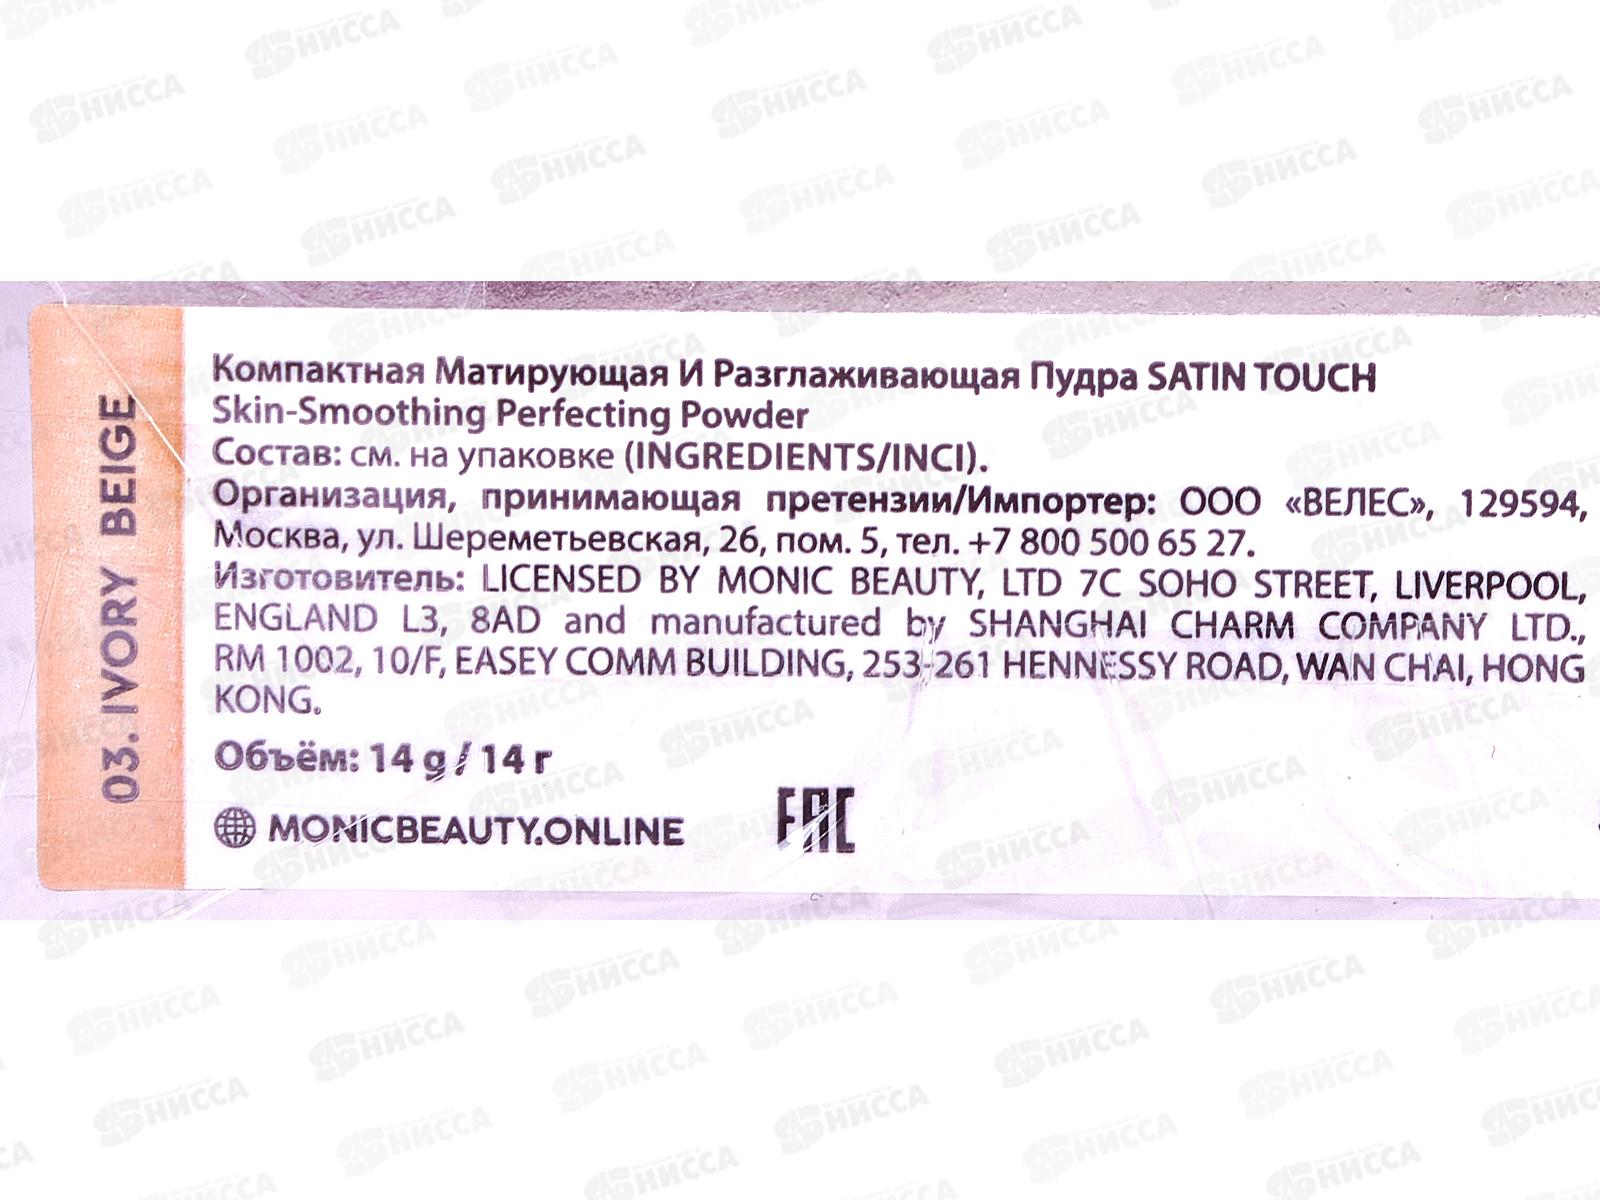 03. IVORY BEIGE
Компактная Матирующая И Разглаживающая Пудра SATIN TOUCH
Skin-Smoothing Perfecting Powder
Состав: см. на упаковке (INGREDIENTS/INCI).
Организация, принимающая претензии/Импортер: ООО «ВЕЛЕС», 129594,
Москва, ул. Шереметьевская, 26, пом. 5, тел. +7 800 500 65 27.
Изготовитель: LICENSED BY MONIC BEAUTY, LTD 7C SOHO STREET, LIVERPOOL,
ENGLAND L3, 8AD and manufactured by SHANGHAI CHARM COMPANY LTD.,
RM 1002, 10/F, EASEY COMM BUILDING, 253-261 HENNESSY ROAD, WAN CHAI, HONG
KONG.
Объём: 14 g / 14 г
MONICBEAUTY.ONLINE
EAC